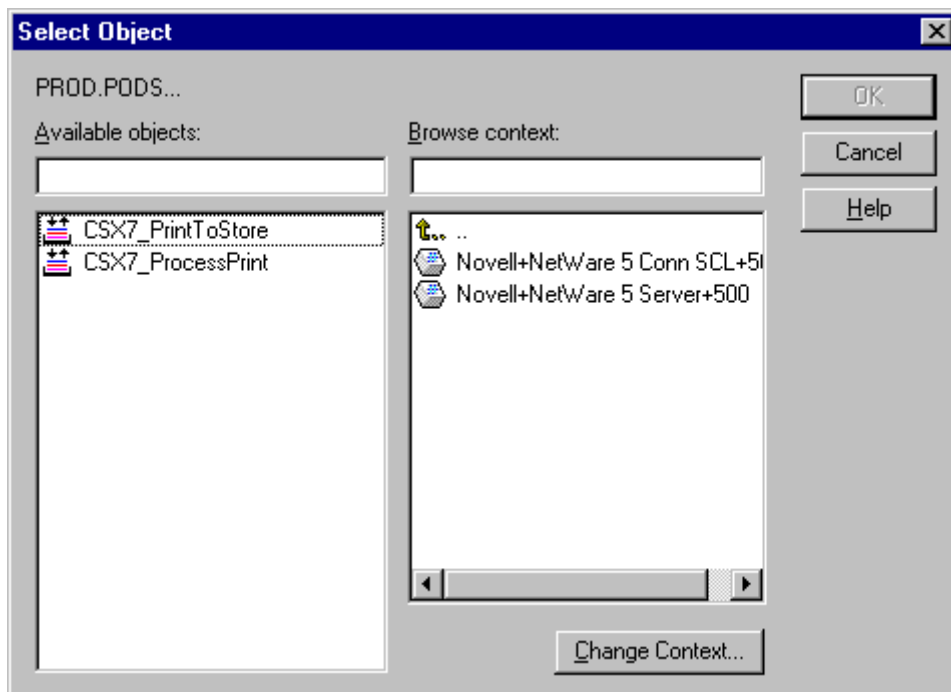 Select Object
PROD.PODS...
OK
Available objects:
Browse context:
Cancel
Help
CSX7_PrintToStore
CSX7_ProcessPrint
..
Novell+NetWare 5 Conn SCL+50
Novell+NetWare 5 Server+500
Change Context...